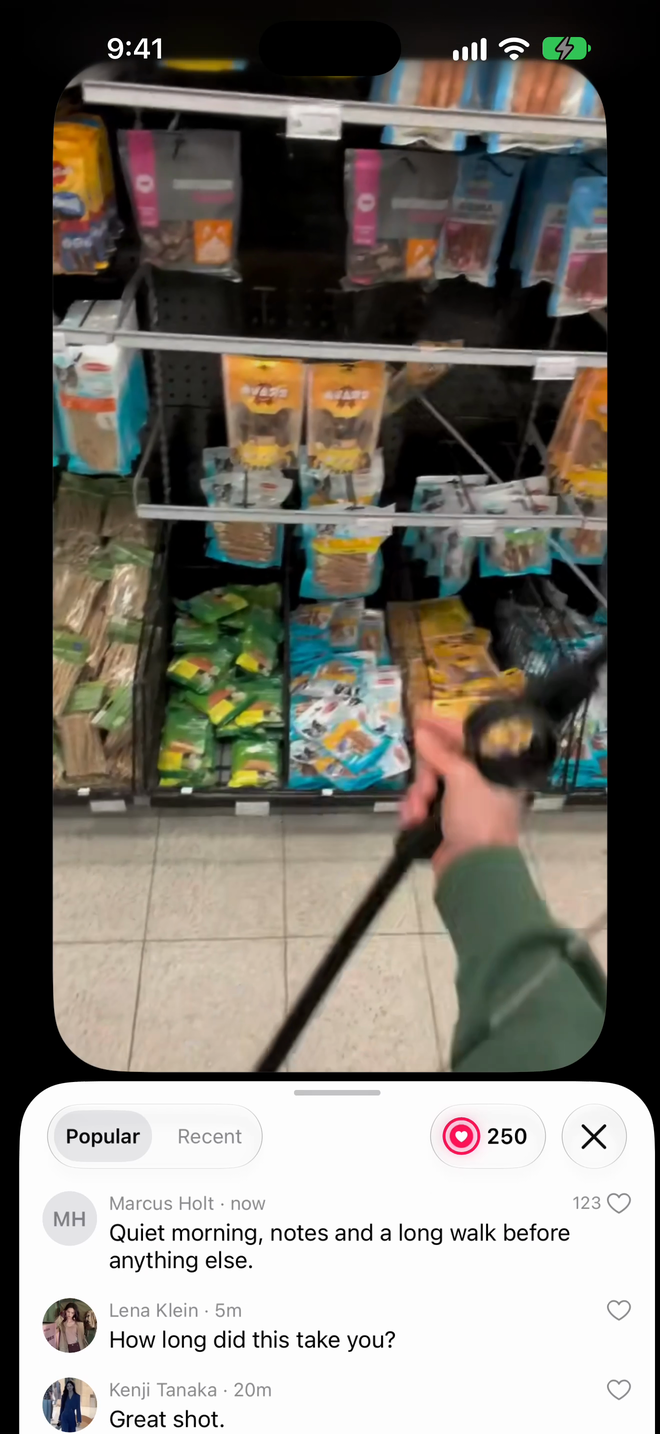 9:41
Popular
Recent
250
Marcus Holt · now
123
MH
Quiet morning, notes and a long walk before
anything else.
Lena Klein · 5m
How long did this take you?
Kenji Tanaka · 20m
Great shot.